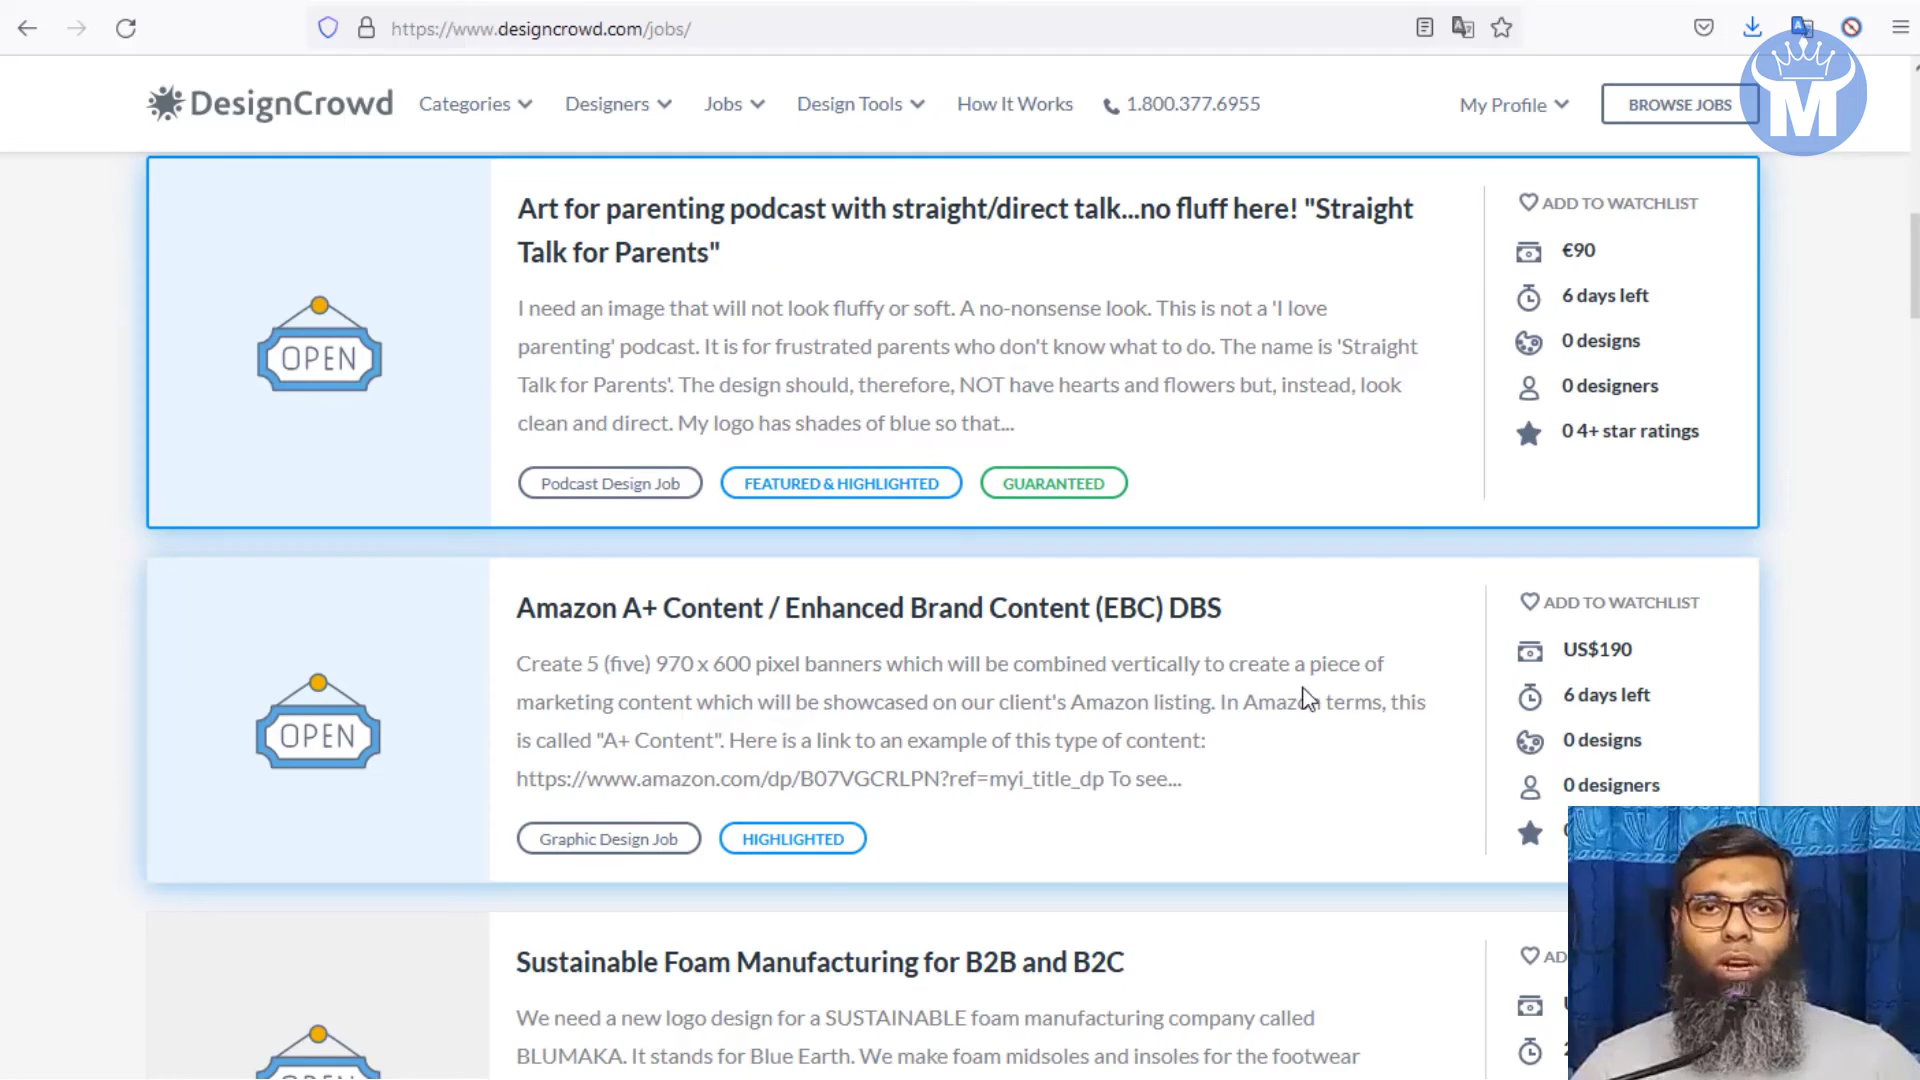 https://www.designcrowd.com/jobs/
DesignCrowd Categories Designers Jobs Design Tools How It Works 1.800.377.6955 My Profile BROWSE JOBS
M
Art for parenting podcast with straight/direct talk...no fluff here! "Straight
Talk for Parents"
I need an image that will not look fluffy or soft. A no-nonsense look. This is not a 'I love
parenting' podcast. It is for frustrated parents who don't know what to do. The name is 'Straight
Talk for Parents'. The design should, therefore, NOT have hearts and flowers but, instead, look
clean and direct. My logo has shades of blue so that...
Podcast Design Job FEATURED & HIGHLIGHTED GUARANTEED
OPEN
ADD TO WATCHLIST
€90
6 days left
0 designs
0 designers
0 4+ star ratings
Amazon A+ Content / Enhanced Brand Content (EBC) DBS
Create 5 (five) 970 x 600 pixel banners which will be combined vertically to create a piece of
marketing content which will be showcased on our client's Amazon listing. In Amazon terms, this
is called "A+ Content". Here is a link to an example of this type of content:
https://www.amazon.com/dp/B07VGCRLPN?ref=myi_title_dp To see...
Graphic Design Job HIGHLIGHTED
OPEN
ADD TO WATCHLIST
US$190
6 days left
0 designs
0 designers
Sustainable Foam Manufacturing for B2B and B2C
We need a new logo design for a SUSTAINABLE foam manufacturing company called
BLUMAKA. It stands for Blue Earth. We make foam midsoles and insoles for the footwear
OPEN